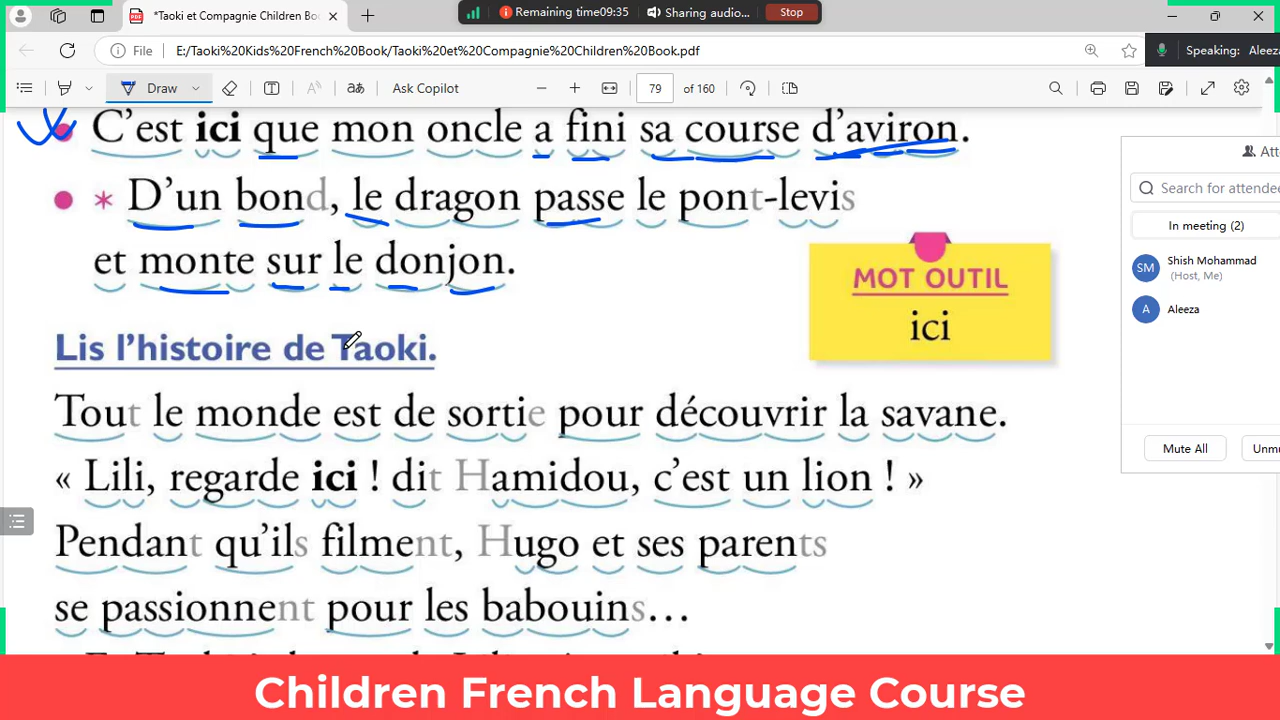 *Taoki et Compagnie Children Bo
Remaining time09:35
Sharing audio...
Stop
File
E:/Taoki%20Kids%20French%20Book/Taoki%20et%20Compagnie%20Children%20Book.pdf
Speaking: Aleeza
Draw
Ask Copilot
79
of 160
C'est ici que mon oncle a fini sa course d'aviron.
* D'un bond, le dragon passe le pont-levis
et monte sur le donjon.
MOT OUTIL
ici
Lis l'histoire de Taoki.
Tout le monde est de sortie pour découvrir la savane.
« Lili, regarde ici ! dit Hamidou, c'est un lion ! »
Pendant qu'ils filment, Hugo et ses parents
se passionnent pour les babouins…
Search for attende
In meeting (2)
SM
Shish Mohammad
(Host, Me)
A
Aleeza
Mute All
Children French Language Course